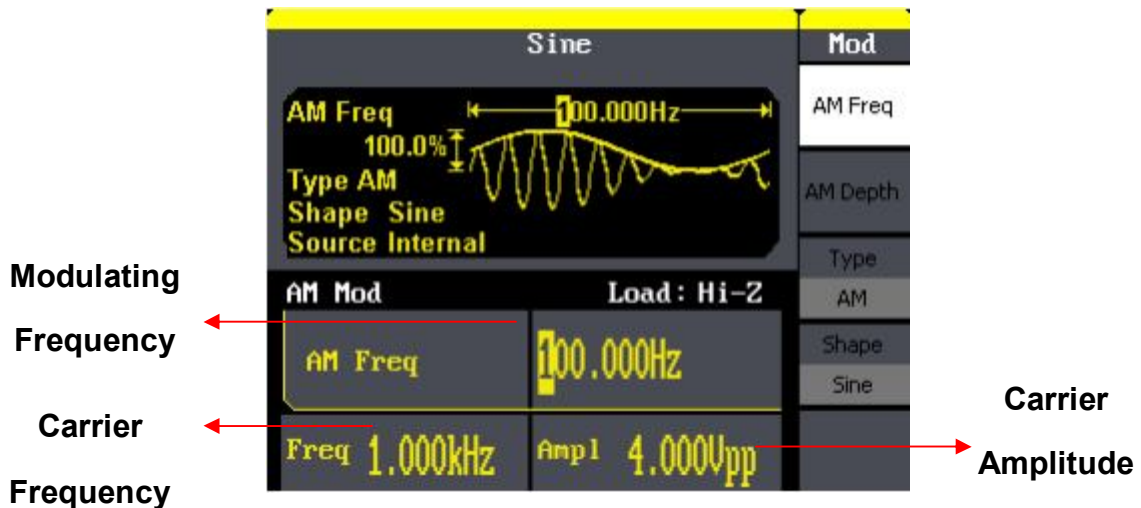 Sine
Mod
AM Freq
100.000Hz
100.0%
Type AM
Shape Sine
Source Internal
AM Freq
AM Depth
Type
AM
Shape
Sine
AM Mod
Load: Hi-Z
AM Freq
100.000Hz
Freq 1.000kHz
Ampl 4.000Vpp
Modulating
Frequency
Carrier
Frequency
Carrier
Amplitude